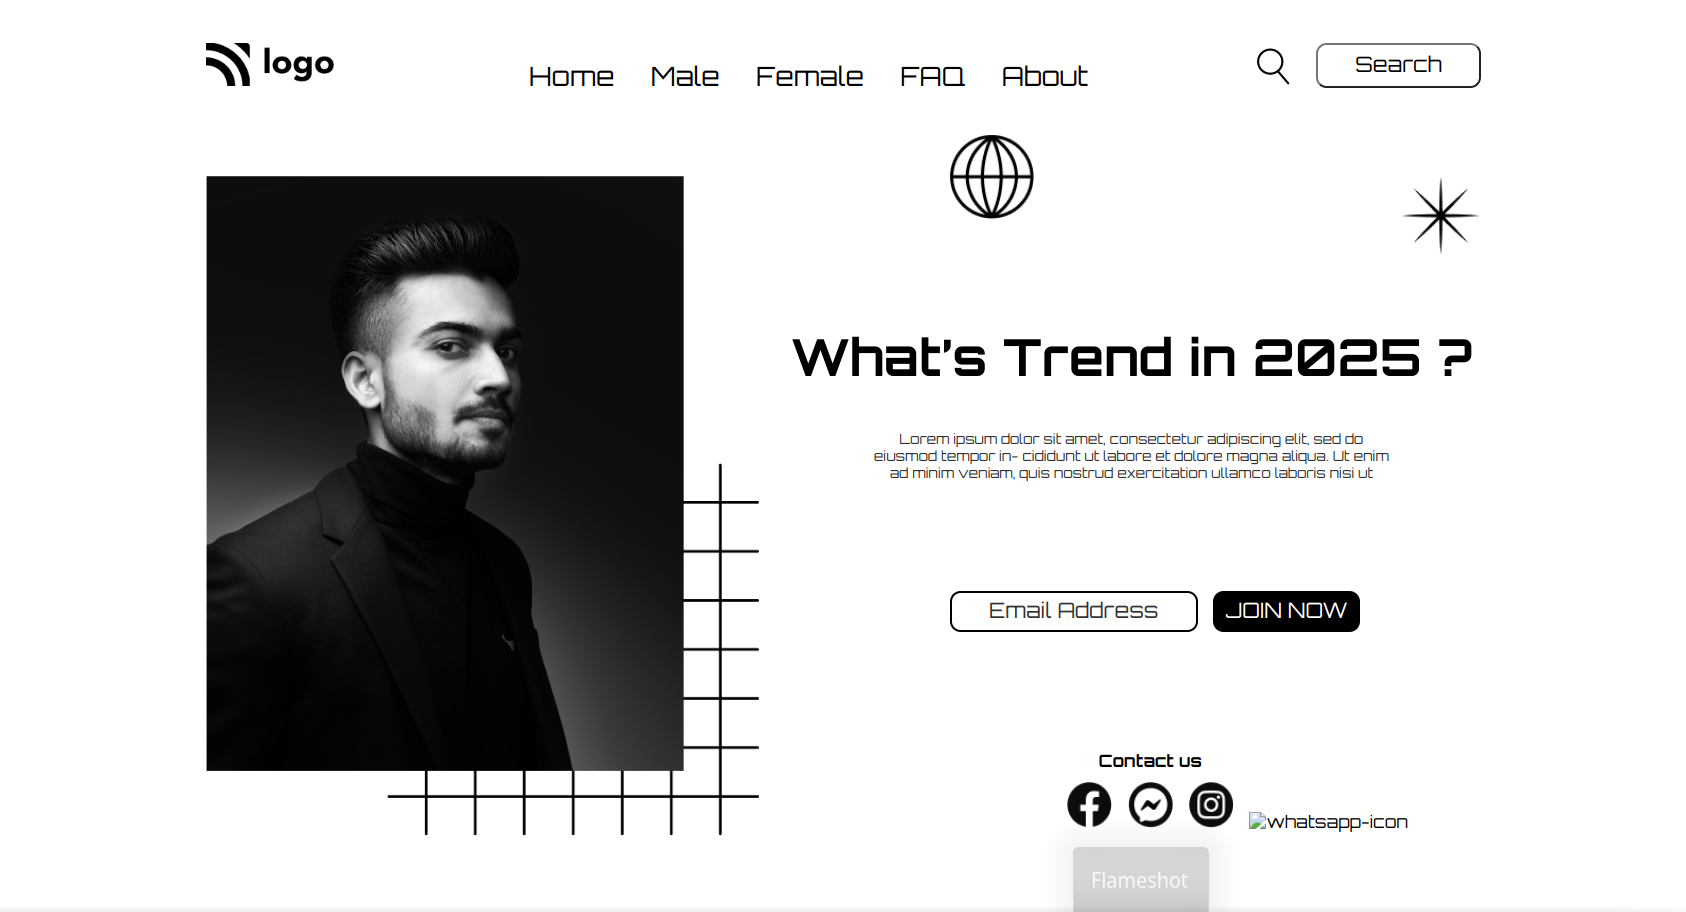 logo
Home Male Female FAQ About
Search
What's Trend in 2025 ?
Lorem ipsum dolor sit amet, consectetur adipiscing elit, sed do
eiusmod tempor in- cididunt ut labore et dolore magna aliqua. Ut enim
ad minim veniam, quis nostrud exercitation ullamco laboris nisi ut
Email Address
JOIN NOW
Contact us
whatsapp-icon
Flameshot